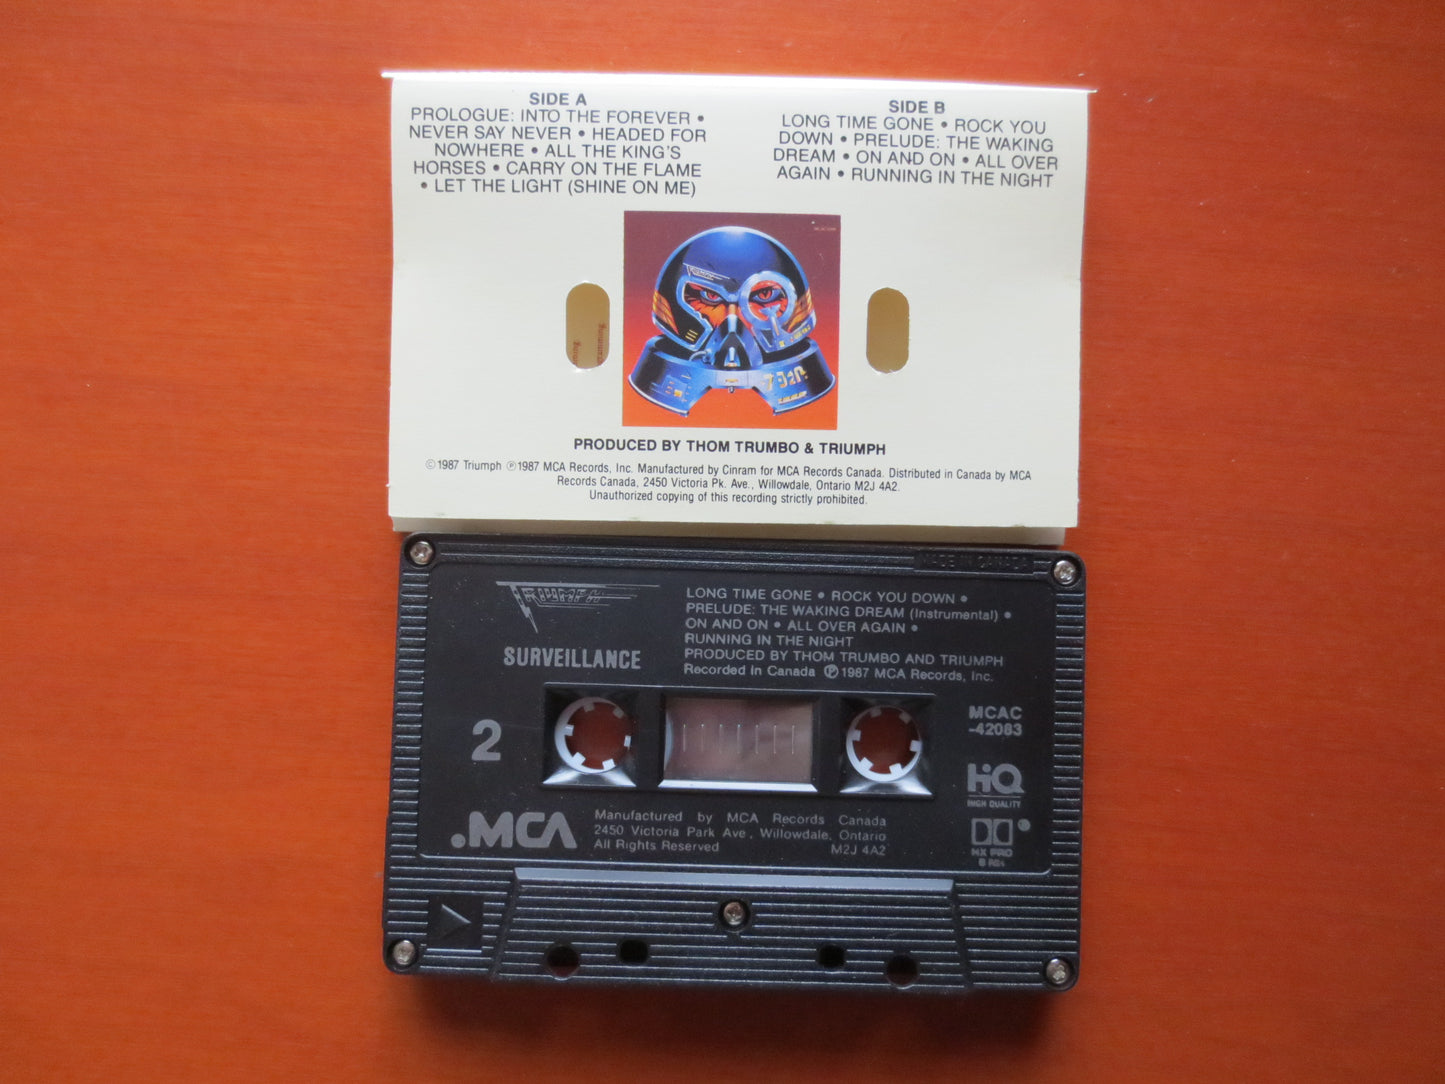 SIDE A
PROLOGUE: INTO THE FOREVER •
NEVER SAY NEVER • HEADED FOR
NOWHERE • ALL THE KING'S
HORSES • CARRY ON THE FLAME
• LET THE LIGHT (SHINE ON ME)
SIDE B
LONG TIME GONE • ROCK YOU
DOWN • PRELUDE: THE WAKING
DREAM • ON AND ON • ALL OVER
AGAIN • RUNNING IN THE NIGHT
PRODUCED BY THOM TRUMBO & TRIUMPH
©1987 Triumph ℗1987 MCA Records, Inc. Manufactured by Cinram for MCA Records Canada. Distributed in Canada by MCA
Records Canada, 2450 Victoria Pk. Ave., Willowdale, Ontario M2J 4A2.
Unauthorized copying of this recording strictly prohibited.
MADE IN CANADA
TRIUMPH
SURVEILLANCE
LONG TIME GONE • ROCK YOU DOWN •
PRELUDE: THE WAKING DREAM (Instrumental) •
ON AND ON • ALL OVER AGAIN •
RUNNING IN THE NIGHT
PRODUCED BY THOM TRUMBO AND TRIUMPH
Recorded in Canada ℗1987 MCA Records, Inc.
2
MCAC
-42083
HiQ
HIGH QUALITY
HX PRO
.MCA
Manufactured by MCA Records Canada
2450 Victoria Park Ave., Willowdale, Ontario
All Rights Reserved M2J 4A2